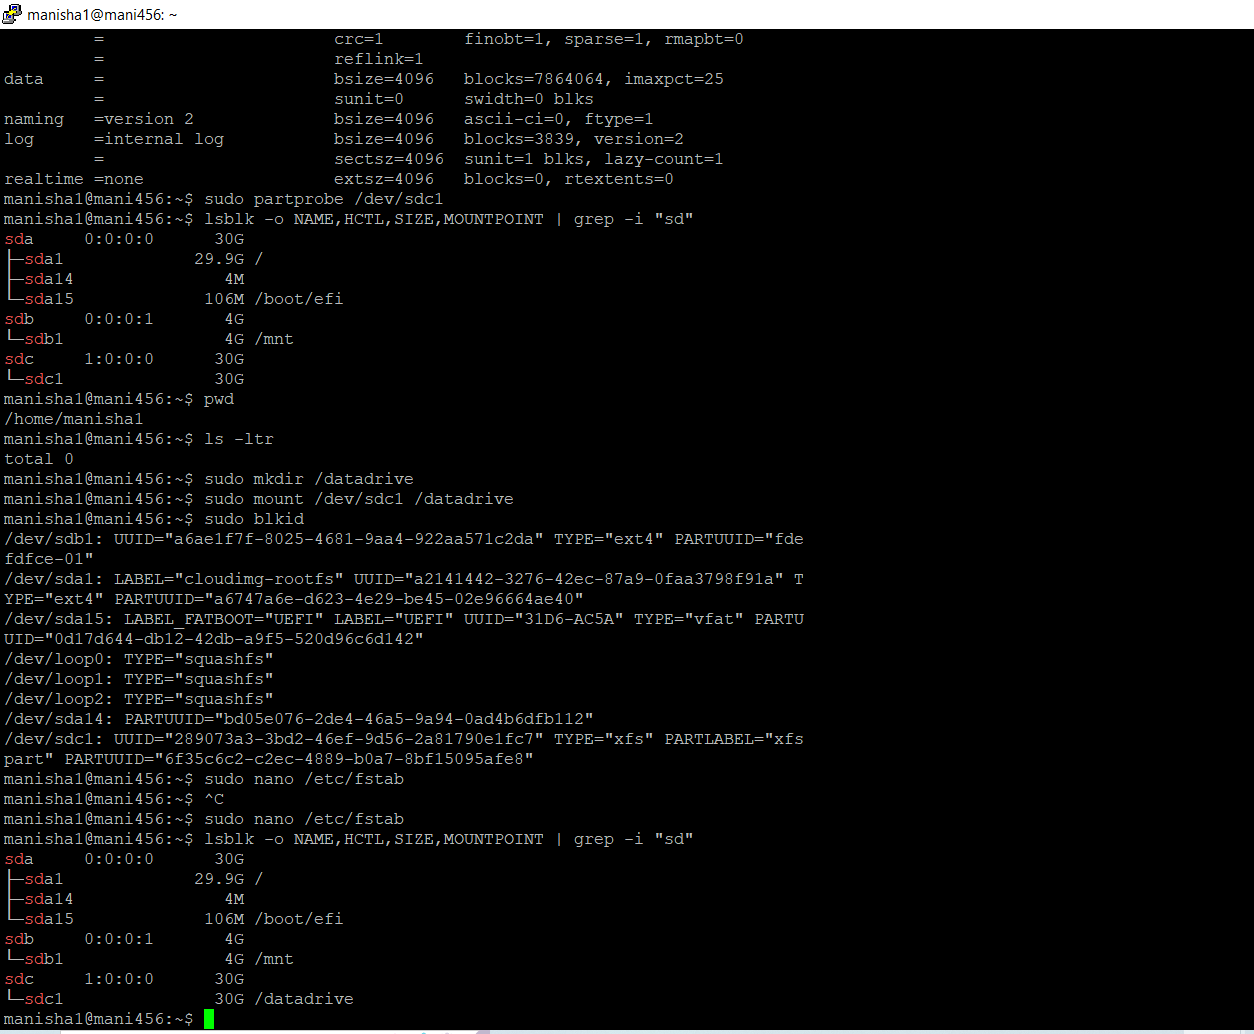 manisha1@mani456: ~
         =                       crc=1        finobt=1, sparse=1, rmapbt=0
         =                       reflink=1
data     =                       bsize=4096   blocks=7864064, imaxpct=25
         =                       sunit=0      swidth=0 blks
naming   =version 2              bsize=4096   ascii-ci=0, ftype=1
log      =internal log           bsize=4096   blocks=3839, version=2
         =                       sectsz=4096  sunit=1 blks, lazy-count=1
realtime =none                   extsz=4096   blocks=0, rtextents=0
manisha1@mani456:~$ sudo partprobe /dev/sdc1
manisha1@mani456:~$ lsblk -o NAME,HCTL,SIZE,MOUNTPOINT | grep -i "sd"
sda     0:0:0:0      30G
├─sda1             29.9G /
├─sda14               4M
└─sda15             106M /boot/efi
sdb     0:0:0:1       4G
└─sdb1                4G /mnt
sdc     1:0:0:0      30G
└─sdc1               30G
manisha1@mani456:~$ pwd
/home/manisha1
manisha1@mani456:~$ ls -ltr
total 0
manisha1@mani456:~$ sudo mkdir /datadrive
manisha1@mani456:~$ sudo mount /dev/sdc1 /datadrive
manisha1@mani456:~$ sudo blkid
/dev/sdb1: UUID="a6ae1f7f-8025-4681-9aa4-922aa571c2da" TYPE="ext4" PARTUUID="fde
fdfce-01"
/dev/sda1: LABEL="cloudimg-rootfs" UUID="a2141442-3276-42ec-87a9-0faa3798f91a" T
YPE="ext4" PARTUUID="a6747a6e-d623-4e29-be45-02e96664ae40"
/dev/sda15: LABEL_FATBOOT="UEFI" LABEL="UEFI" UUID="31D6-AC5A" TYPE="vfat" PARTU
UID="0d17d644-db12-42db-a9f5-520d96c6d142"
/dev/loop0: TYPE="squashfs"
/dev/loop1: TYPE="squashfs"
/dev/loop2: TYPE="squashfs"
/dev/sda14: PARTUUID="bd05e076-2de4-46a5-9a94-0ad4b6dfb112"
/dev/sdc1: UUID="289073a3-3bd2-46ef-9d56-2a81790e1fc7" TYPE="xfs" PARTLABEL="xfs
part" PARTUUID="6f35c6c2-c2ec-4889-b0a7-8bf15095afe8"
manisha1@mani456:~$ sudo nano /etc/fstab
manisha1@mani456:~$ ^C
manisha1@mani456:~$ sudo nano /etc/fstab
manisha1@mani456:~$ lsblk -o NAME,HCTL,SIZE,MOUNTPOINT | grep -i "sd"
sda     0:0:0:0      30G
├─sda1             29.9G /
├─sda14               4M
└─sda15             106M /boot/efi
sdb     0:0:0:1       4G
└─sdb1                4G /mnt
sdc     1:0:0:0      30G
└─sdc1               30G /datadrive
manisha1@mani456:~$